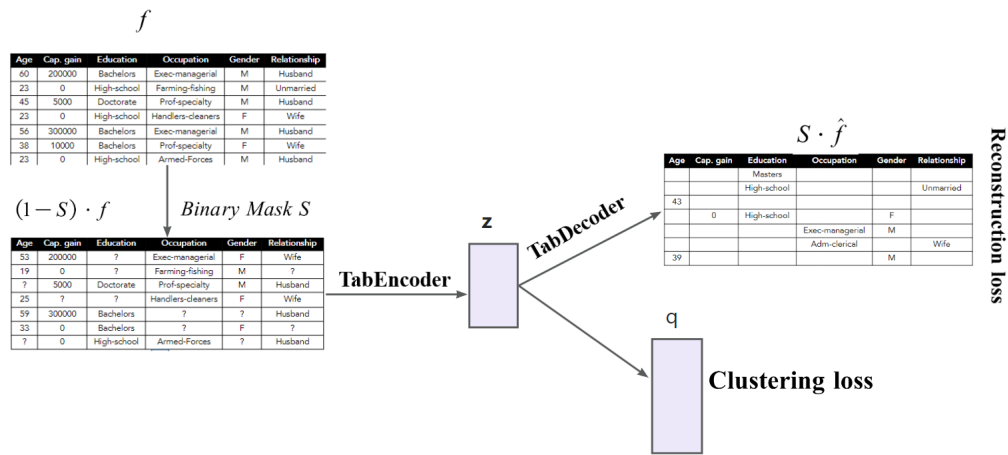 f
Age Cap. gain Education Occupation Gender Relationship
60 200000 Bachelors Exec-managerial M Husband
23 0 High-school Farming-fishing M Unmarried
45 5000 Doctorate Prof-specialty M Husband
23 0 High-school Handlers-cleaners F Wife
56 300000 Bachelors Exec-managerial M Husband
38 10000 Bachelors Prof-specialty F Wife
23 0 High-school Armed-Forces M Husband
(1−S)·f
Binary Mask S
Age Cap. gain Education Occupation Gender Relationship
53 200000 ? Exec-managerial F Wife
19 0 ? Farming-fishing M ?
? 5000 Doctorate Prof-specialty M Husband
25 ? ? Handlers-cleaners F Wife
59 300000 Bachelors ? ? Husband
33 0 Bachelors ? F ?
? 0 High-school Armed-Forces ? Husband
TabEncoder
z
TabDecoder
S·f̂
Age Cap. gain Education Occupation Gender Relationship
Masters
High-school Unmarried
43
0 High-school F
Exec-managerial M
Adm-clerical Wife
39 M
Reconstruction loss
q
Clustering loss